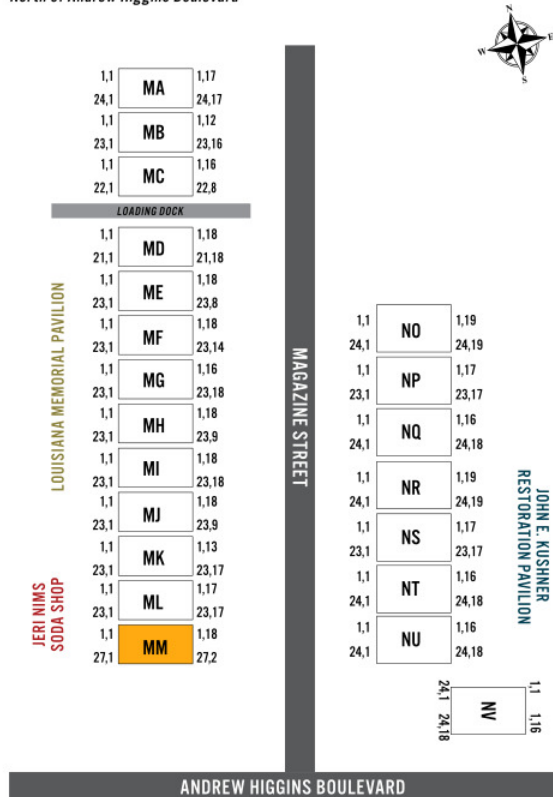 North of Andrew Higgins Boulevard
N
W E
S
1,1 MA 1,17
24,1 24,17
1,1 MB 1,12
23,1 23,16
1,1 MC 1,16
22,1 22,8
LOADING DOCK
1,1 MD 1,18
21,1 21,18
1,1 ME 1,18
23,1 23,8
1,1 MF 1,18
23,1 23,14
1,1 MG 1,16
23,1 23,18
1,1 MH 1,18
23,1 23,9
1,1 MI 1,18
23,1 23,18
1,1 MJ 1,18
23,1 23,9
1,1 MK 1,13
23,1 23,17
1,1 ML 1,17
23,1 23,17
1,1 MM 1,18
27,1 27,2
LOUISIANA MEMORIAL PAVILION
JERI NIMS
SODA SHOP
MAGAZINE STREET
1,1 NO 1,19
24,1 24,19
1,1 NP 1,17
23,1 23,17
1,1 NQ 1,16
24,1 24,18
1,1 NR 1,19
24,1 24,19
1,1 NS 1,17
23,1 23,17
1,1 NT 1,16
24,1 24,18
1,1 NU 1,16
24,1 24,18
JOHN E. KUSHNER
RESTORATION PAVILION
1,1 NV 1,16
24,1 24,18
ANDREW HIGGINS BOULEVARD